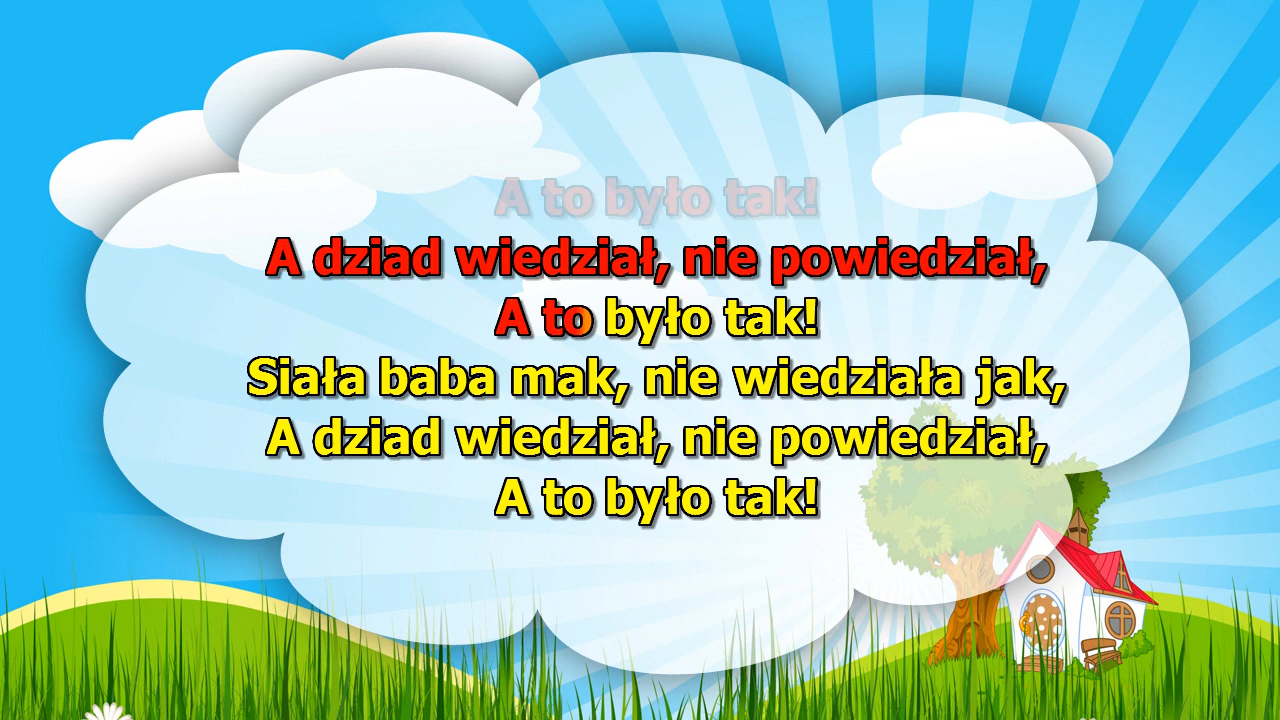 A to było tak!
A dziad wiedział, nie powiedział,
A to było tak!
Siała baba mak, nie wiedziała jak,
A dziad wiedział, nie powiedział,
A to było tak!